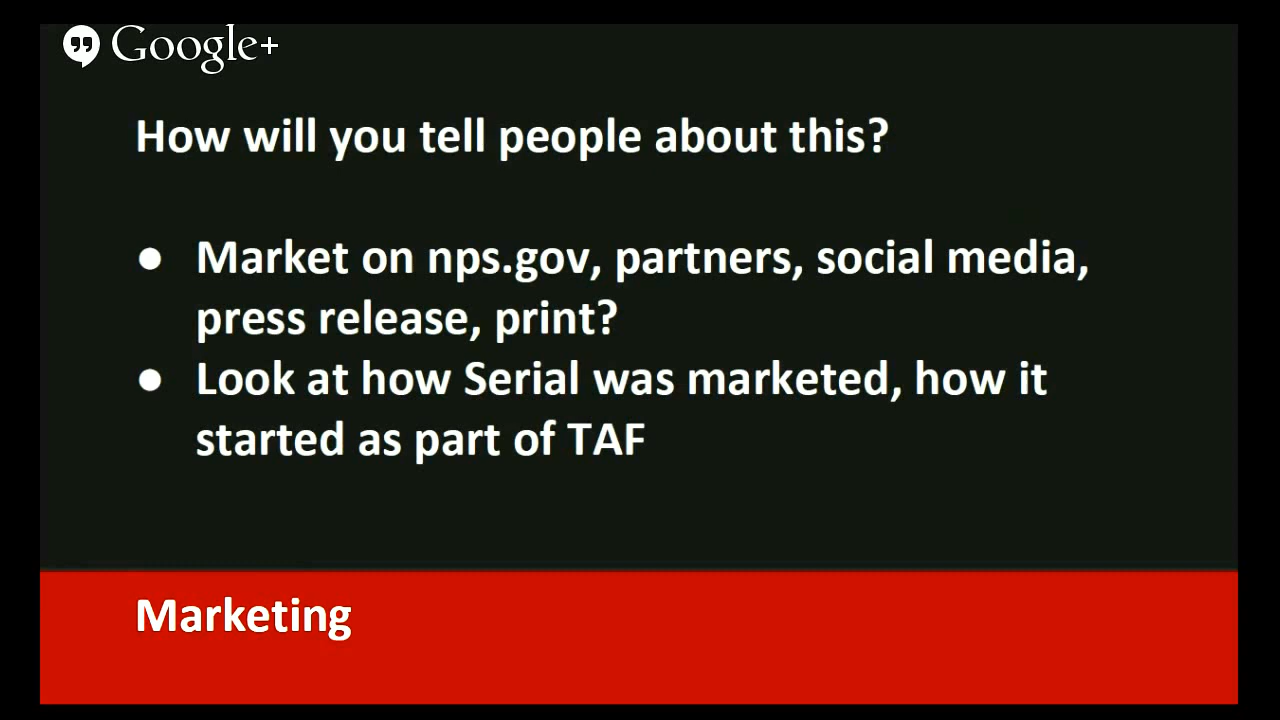 Google+
How will you tell people about this?
● Market on nps.gov, partners, social media,
press release, print?
● Look at how Serial was marketed, how it
started as part of TAF
Marketing